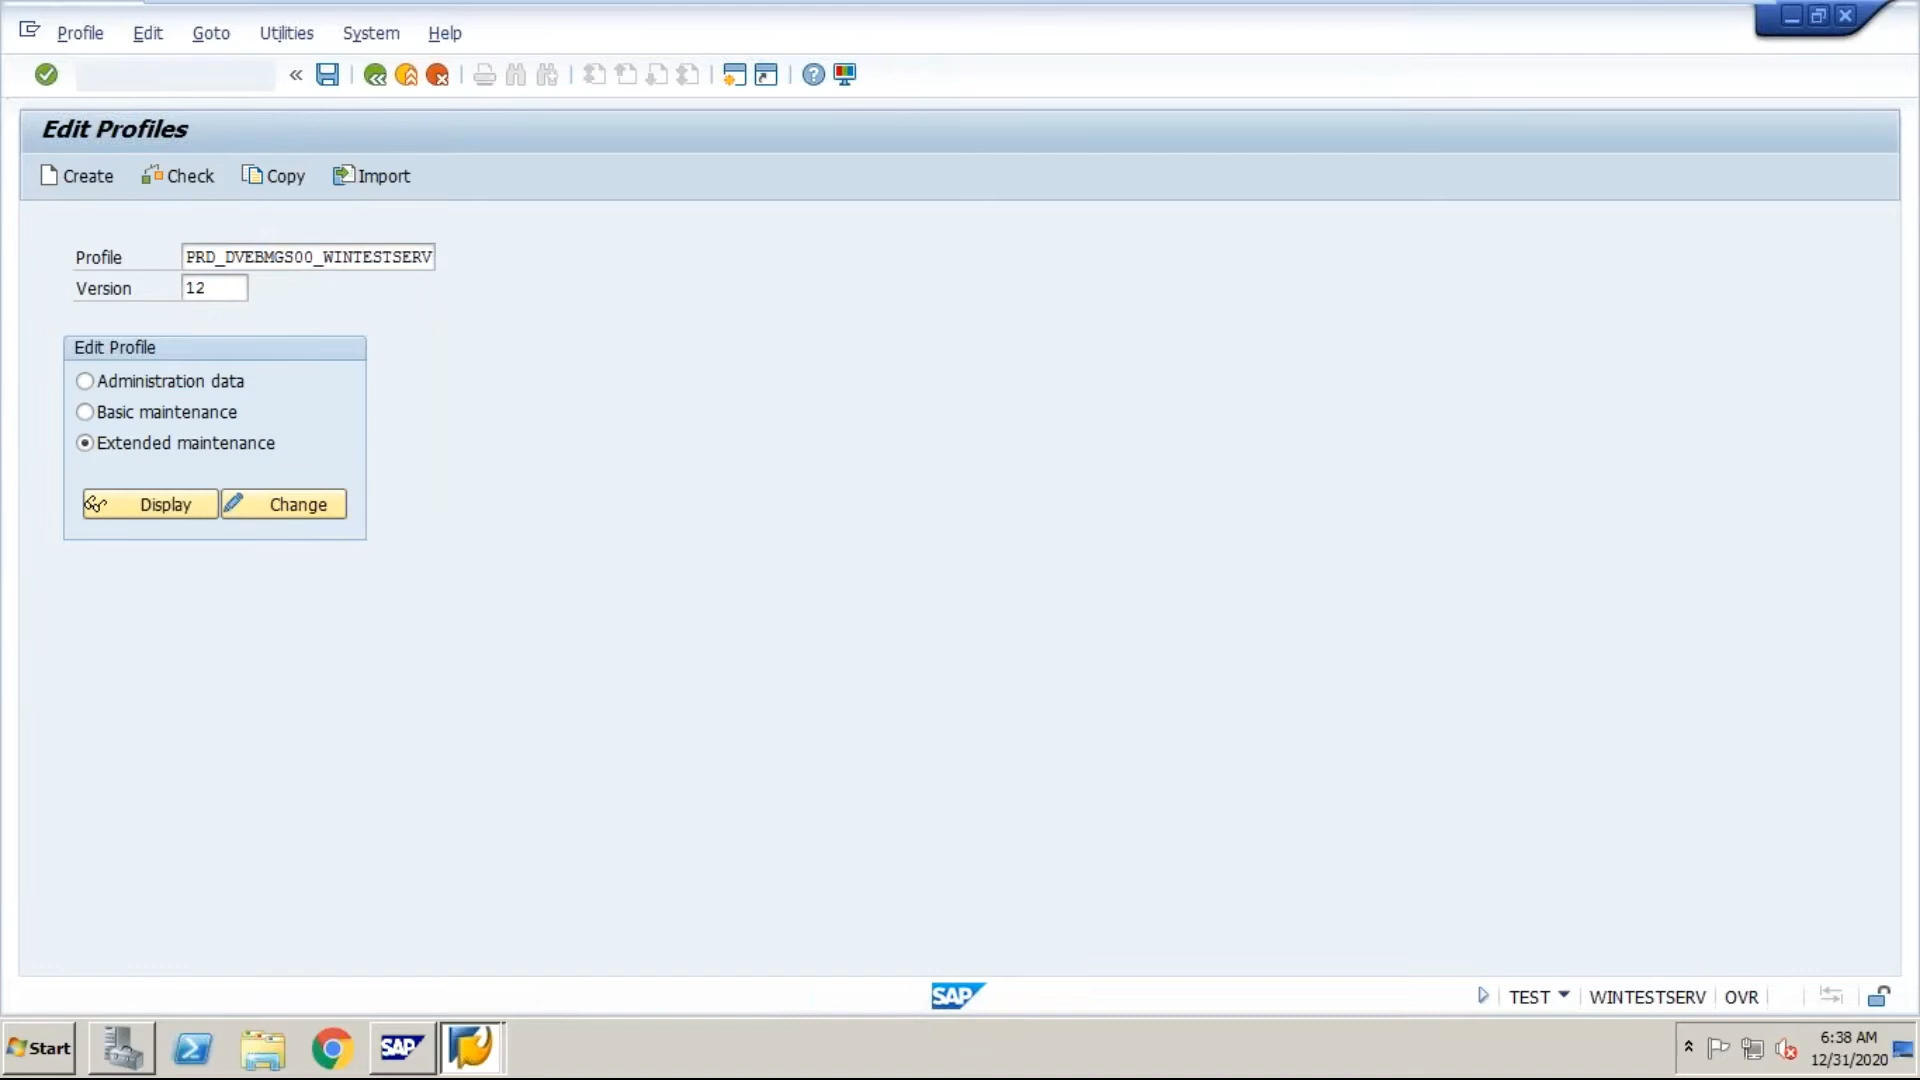 Profile Edit Goto Utilities System Help
Edit Profiles
Create Check Copy Import
Profile PRD_DVEBMGS00_WINTESTSERV
Version 12
Edit Profile
Administration data
Basic maintenance
Extended maintenance
Display Change
SAP TEST WINTESTSERV OVR
Start SAP 6:38 AM
12/31/2020